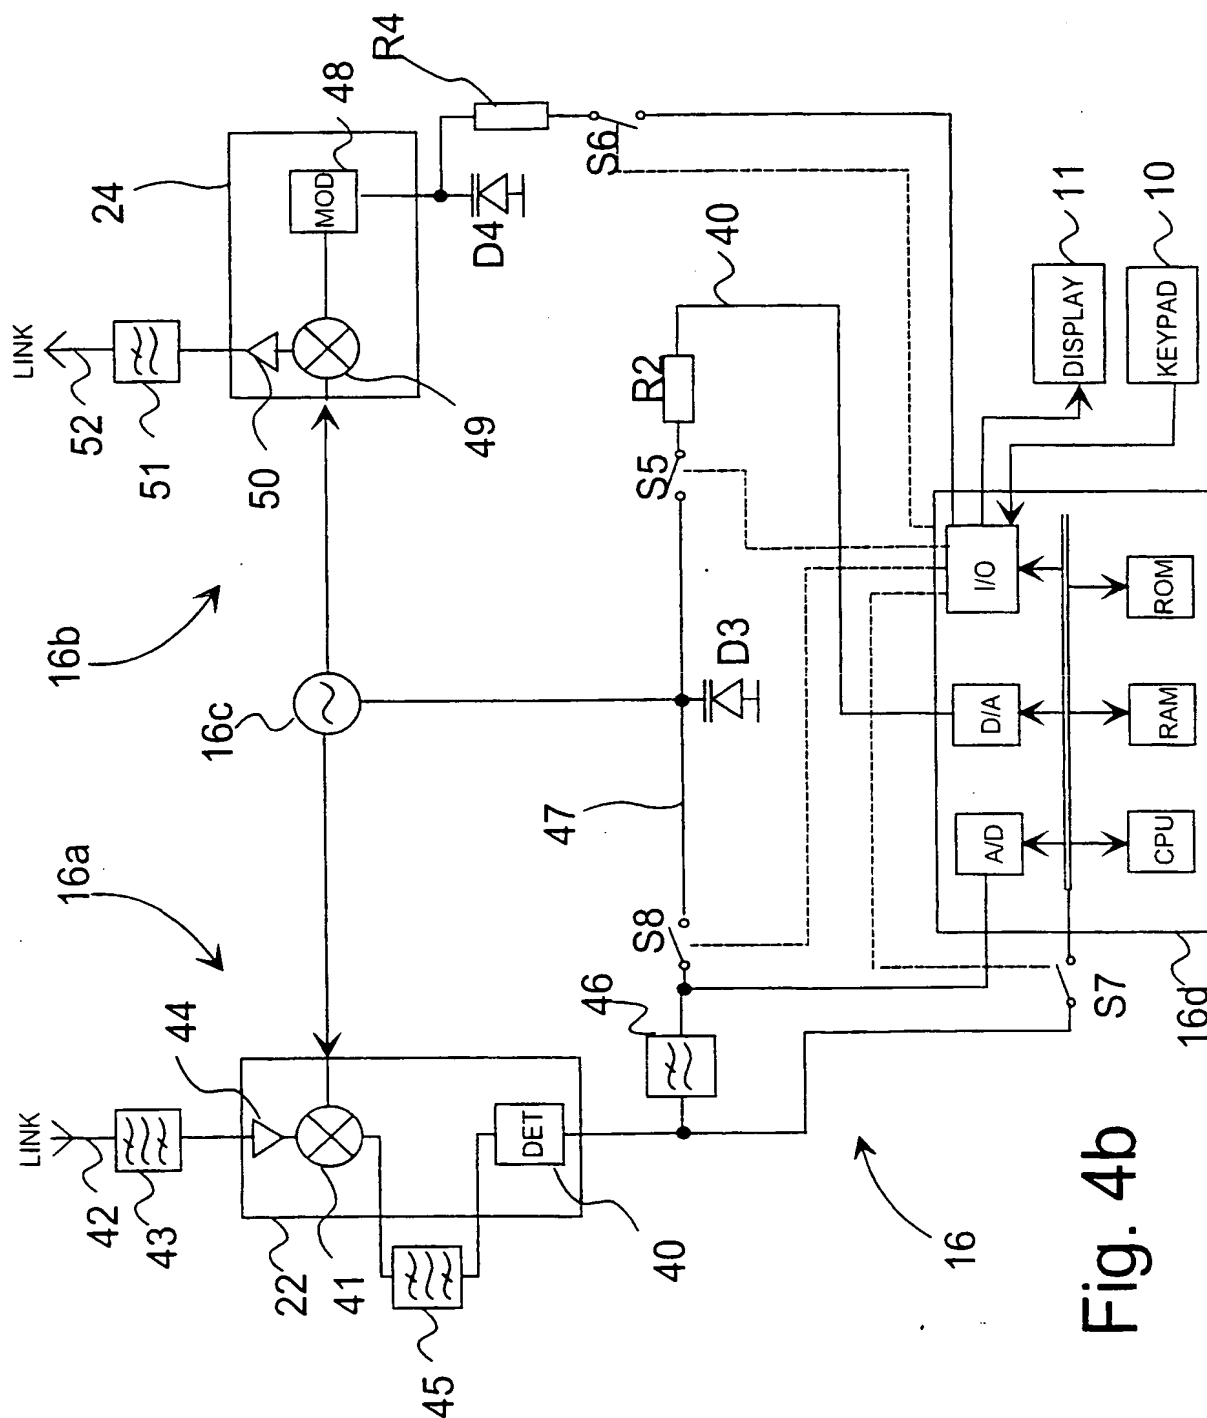 LINK
52
51
50
49
24
MOD
48
R4
D4
S6
16b
16c
R2
40
S5
DISPLAY
11
KEYPAD
10
D3
16a
47
LINK
44
42
43
22
41
45
DET
40
46
S8
S7
I/O
D/A
A/D
ROM
RAM
CPU
16d
16
Fig. 4b